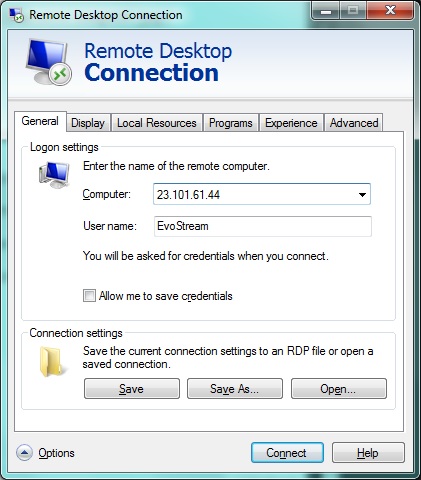 Remote Desktop Connection
Remote Desktop
Connection
General Display Local Resources Programs Experience Advanced
Logon settings
Enter the name of the remote computer.
Computer: 23.101.61.44
User name: EvoStream
You will be asked for credentials when you connect.
Allow me to save credentials
Connection settings
Save the current connection settings to an RDP file or open a
saved connection.
Save Save As... Open...
Options Connect Help